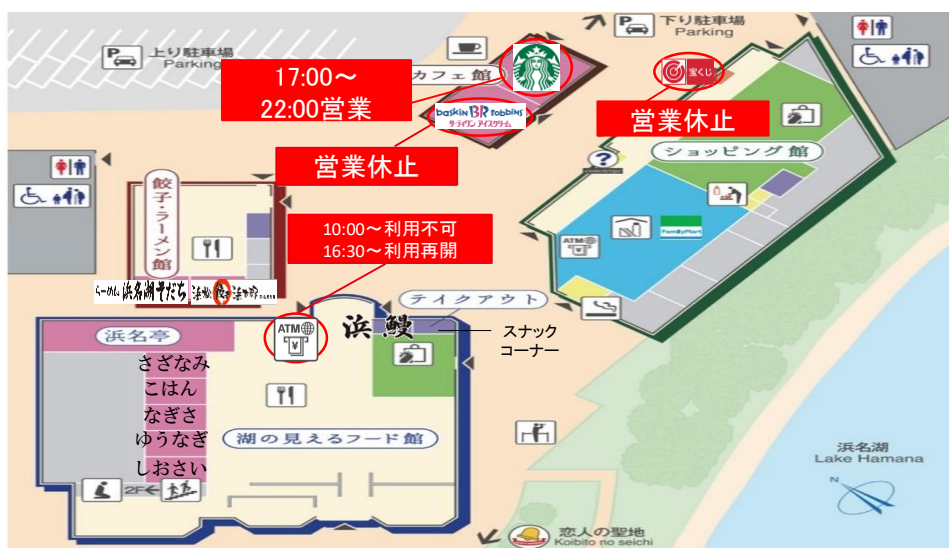 P
上り駐車場
Parking
P
下り駐車場
Parking
17:00～
22:00営業
カフェ館
baskin BR robbins
サーティワン アイスクリーム
営業休止
宝くじ
営業休止
ショッピング館
?
ATM
¥
FamilyMart
餃子・ラーメン館
らーめん 浜名湖そだち
浜松 餃子 浜太郎
10:00～利用不可
16:30～利用再開
テイクアウト
浜鰻
スナック
コーナー
ATM
¥
浜名亭
さざなみ
こはん
なぎさ
ゆうなぎ
しおさい
湖の見えるフード館
2F←
浜名湖
Lake Hamana
N
恋人の聖地
Koibito no seichi